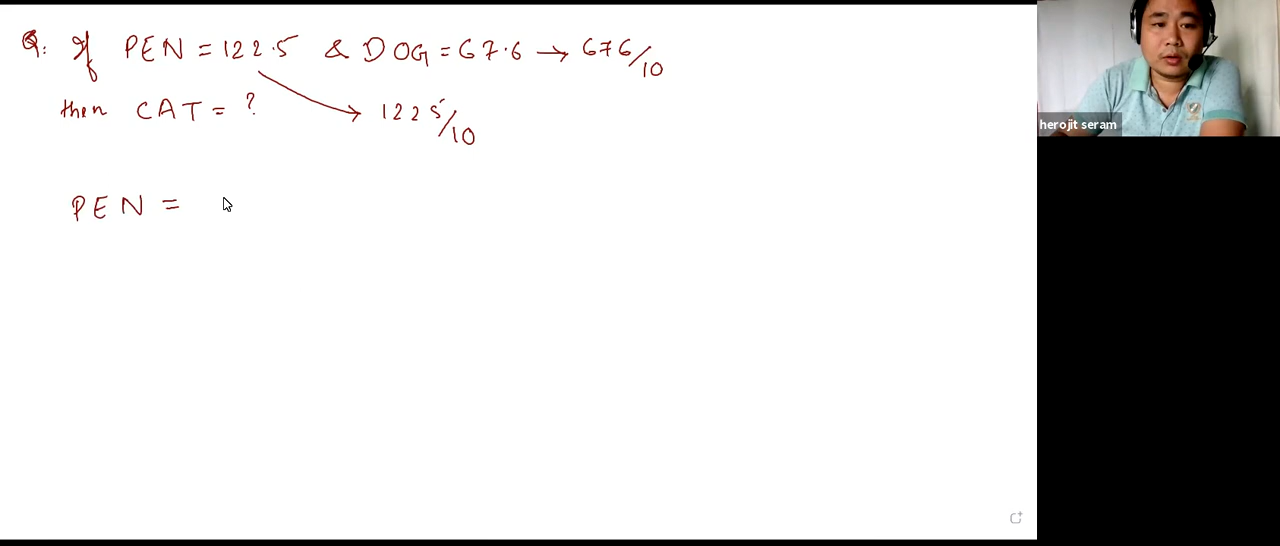 Q: If PEN = 122.5 & DOG = 67.6 → 676/10
then CAT = ? → 1225/10
PEN =
herojit seram